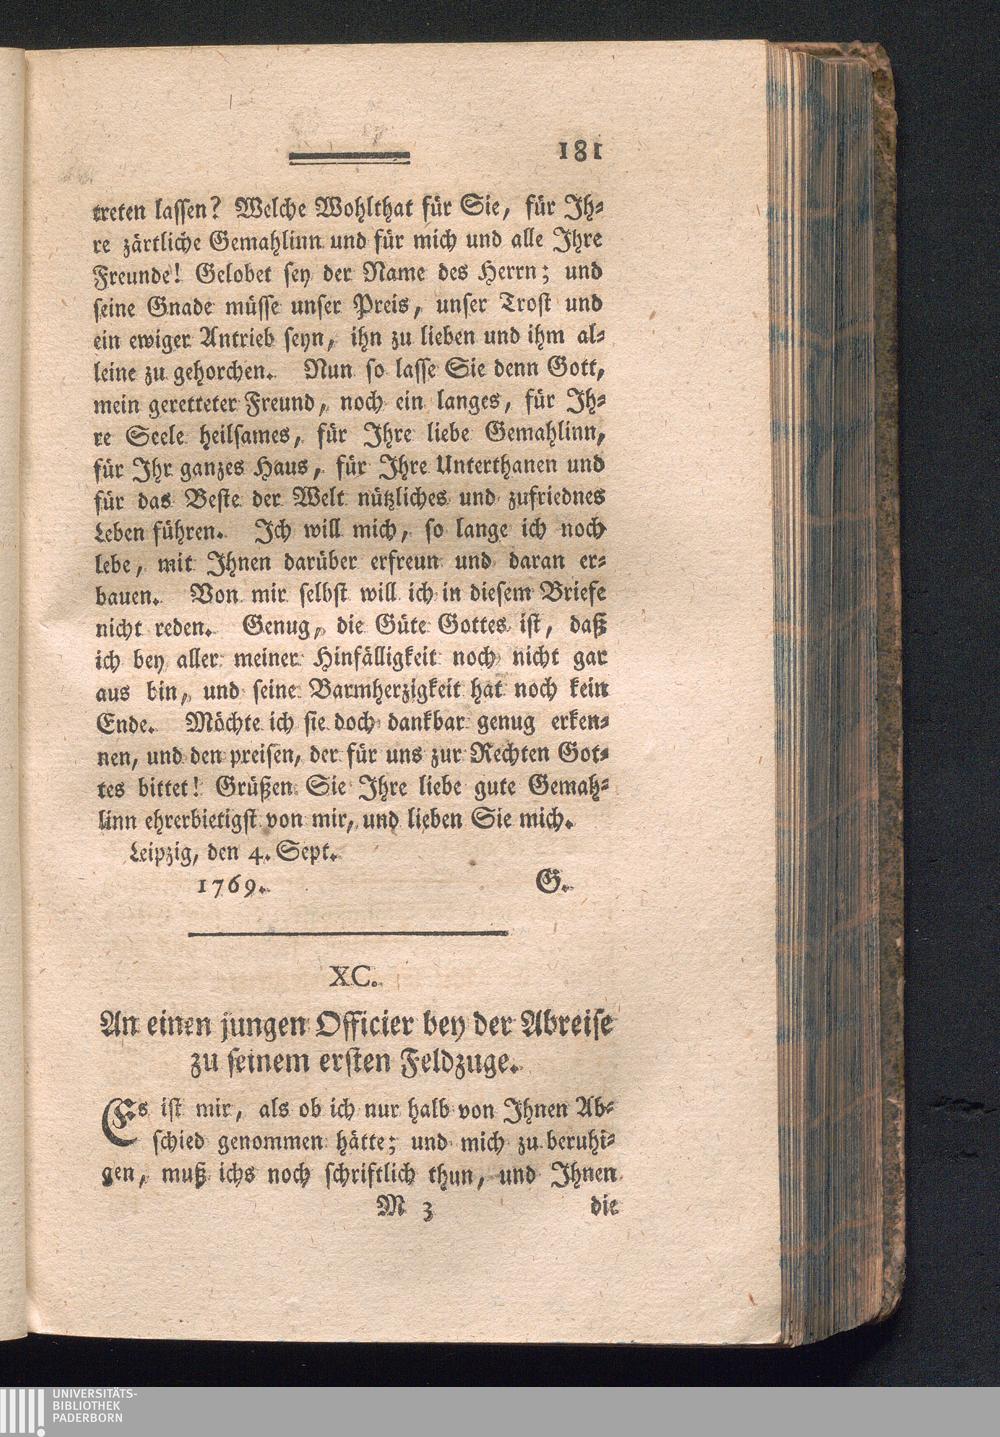 181
treten lassen? Welche Wohlthat für Sie, für Ih-
re zärtliche Gemahlinn und für mich und alle Ihre
Freunde! Gelobet sey der Name des Herrn; und
seine Gnade müsse unser Preis, unser Trost und
ein ewiger Antrieb seyn, ihn zu lieben und ihm al-
leine zu gehorchen. Nun so lasse Sie denn Gott,
mein geretteter Freund, noch ein langes, für Ih-
re Seele heilsames, für Ihre liebe Gemahlinn,
für Ihr ganzes Haus, für Ihre Unterthanen und
für das Beste der Welt nützliches und zufriednes
Leben führen. Ich will mich, so lange ich noch
lebe, mit Ihnen darüber erfreun und daran er-
bauen. Von mir selbst will ich in diesem Briefe
nicht reden. Genug, die Güte Gottes ist, daß
ich bey aller meiner Hinfälligkeit noch nicht gar
aus bin, und seine Barmherzigkeit hat noch kein
Ende. Möchte ich sie doch dankbar genug erken-
nen, und den preisen, der für uns zur Rechten Got-
tes bittet! Grüßen Sie Ihre liebe gute Gemah-
linn ehrerbietigst von mir, und lieben Sie mich.
Leipzig, den 4. Sept.
1769. G.
XC.
An einen jungen Officier bey der Abreise
zu seinem ersten Feldzuge.
Es ist mir, als ob ich nur halb von Ihnen Ab-
schied genommen hätte; und mich zu beruhi-
gen, muß ichs noch schriftlich thun, und Ihnen
M 3 die
UNIVERSITÄTS-
BIBLIOTHEK
PADERBORN